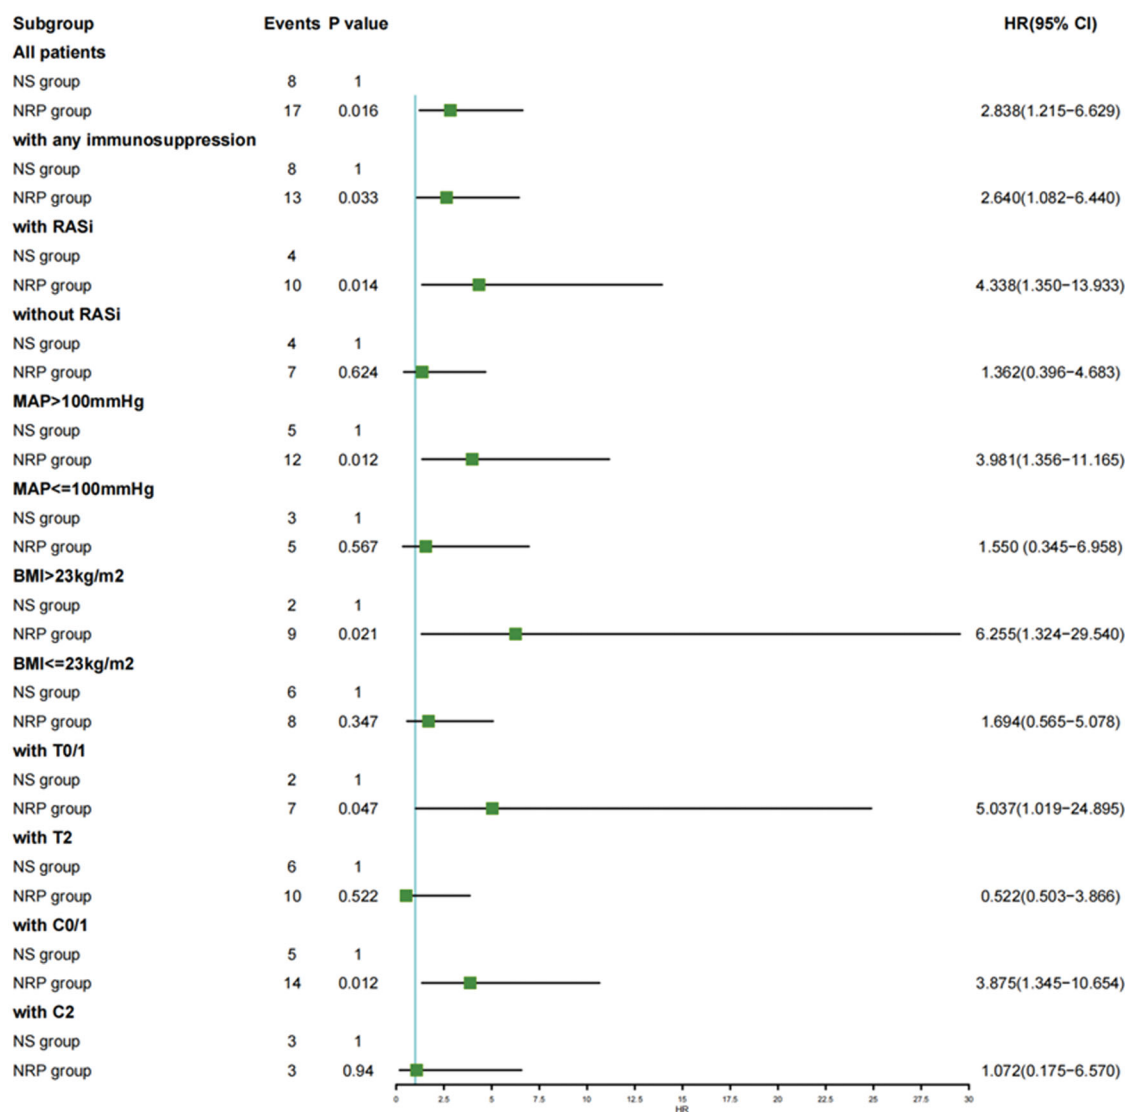 Subgroup Events P value HR(95% CI)
All patients
NS group 8 1
NRP group 17 0.016 2.838(1.215−6.629)
with any immunosuppression
NS group 8 1
NRP group 13 0.033 2.640(1.082−6.440)
with RASi
NS group 4
NRP group 10 0.014 4.338(1.350−13.933)
without RASi
NS group 4 1
NRP group 7 0.624 1.362(0.396−4.683)
MAP>100mmHg
NS group 5 1
NRP group 12 0.012 3.981(1.356−11.165)
MAP<=100mmHg
NS group 3 1
NRP group 5 0.567 1.550 (0.345−6.958)
BMI>23kg/m2
NS group 2 1
NRP group 9 0.021 6.255(1.324−29.540)
BMI<=23kg/m2
NS group 6 1
NRP group 8 0.347 1.694(0.565−5.078)
with T0/1
NS group 2 1
NRP group 7 0.047 5.037(1.019−24.895)
with T2
NS group 6 1
NRP group 10 0.522 0.522(0.503−3.866)
with C0/1
NS group 5 1
NRP group 14 0.012 3.875(1.345−10.654)
with C2
NS group 3 1
NRP group 3 0.94 1.072(0.175−6.570)
0 2.5 5 7.5 10 12.5 15 17.5 20 22.5 25 27.5 30
HR